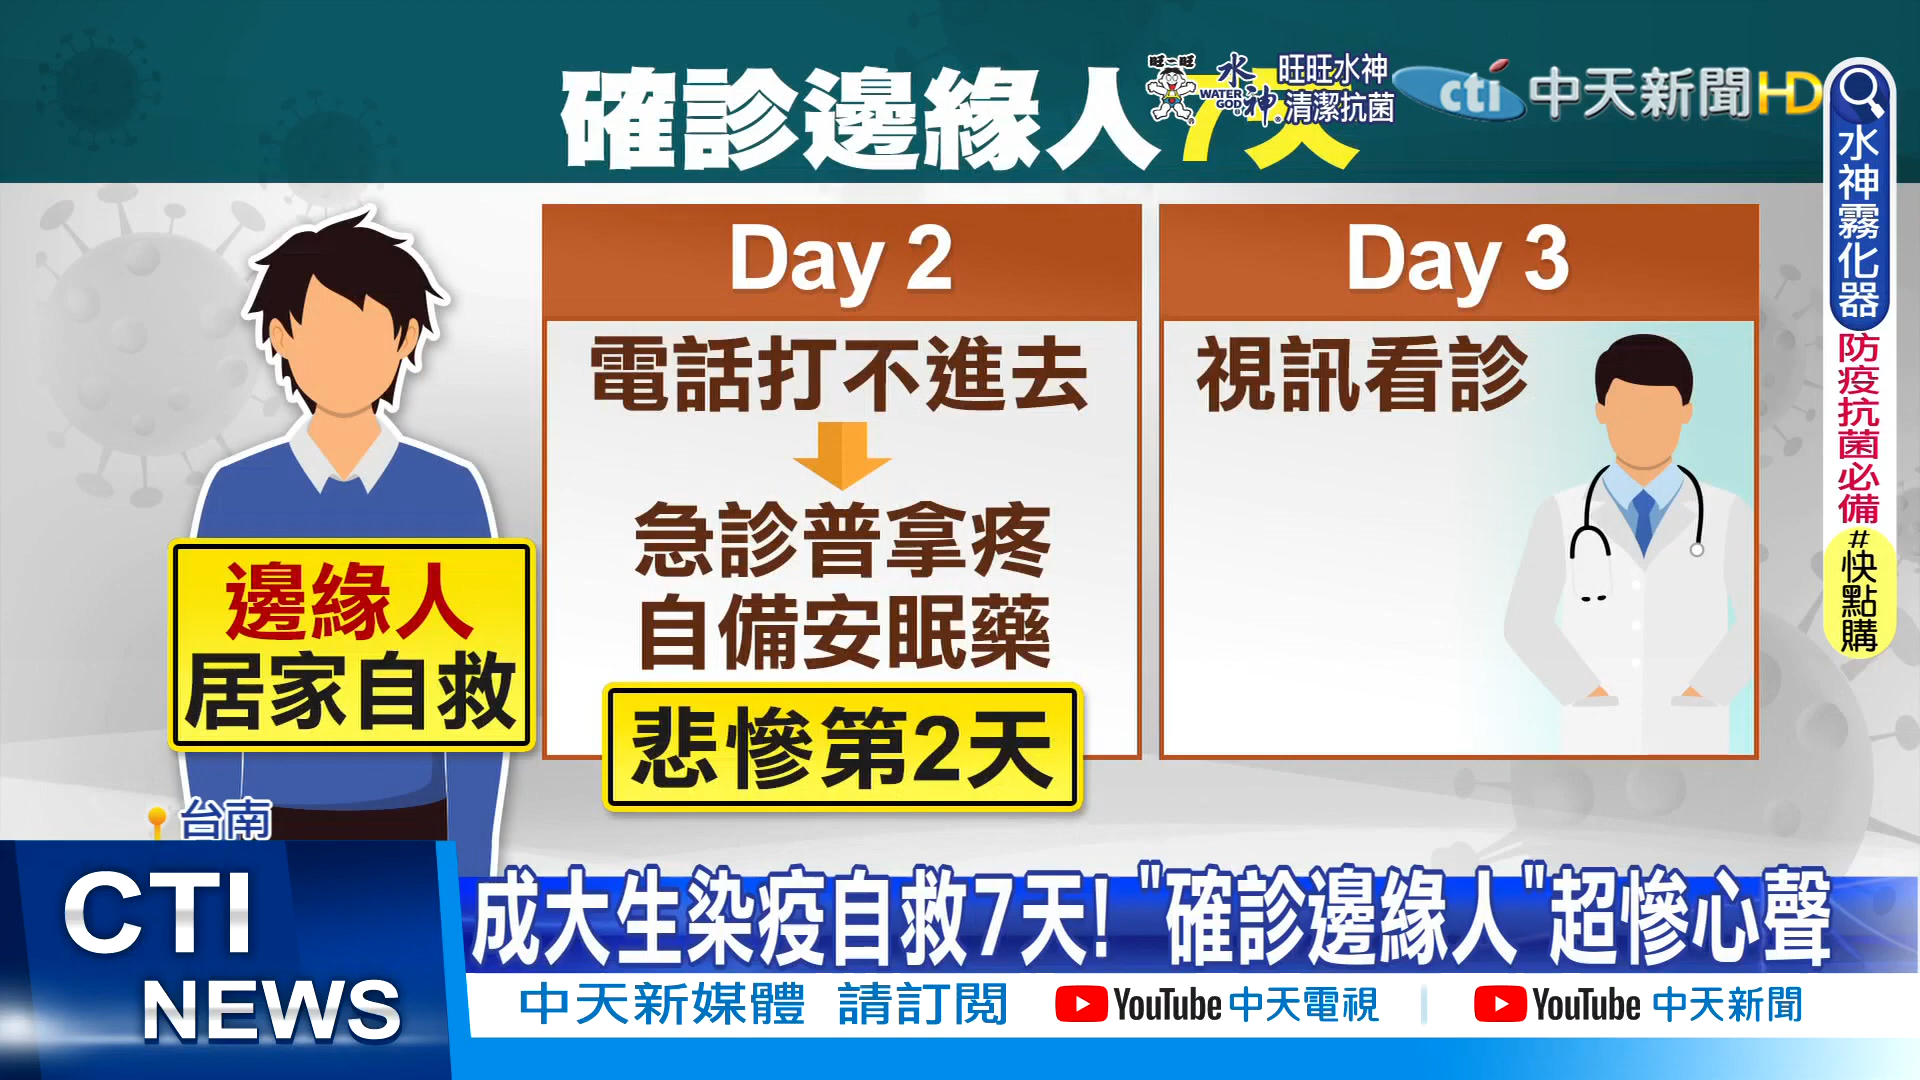 確診邊緣人7天
旺旺
水神
WATER GOD
旺旺水神
清潔抗菌
cti 中天新聞HD
水神霧化器
防疫抗菌必備
#快點購
Day 2
電話打不進去
急診普拿疼
自備安眠藥
悲慘第2天
Day 3
視訊看診
邊緣人
居家自救
台南
CTI NEWS
成大生染疫自救7天! "確診邊緣人"超慘心聲
中天新媒體 請訂閱 YouTube 中天電視 | YouTube 中天新聞